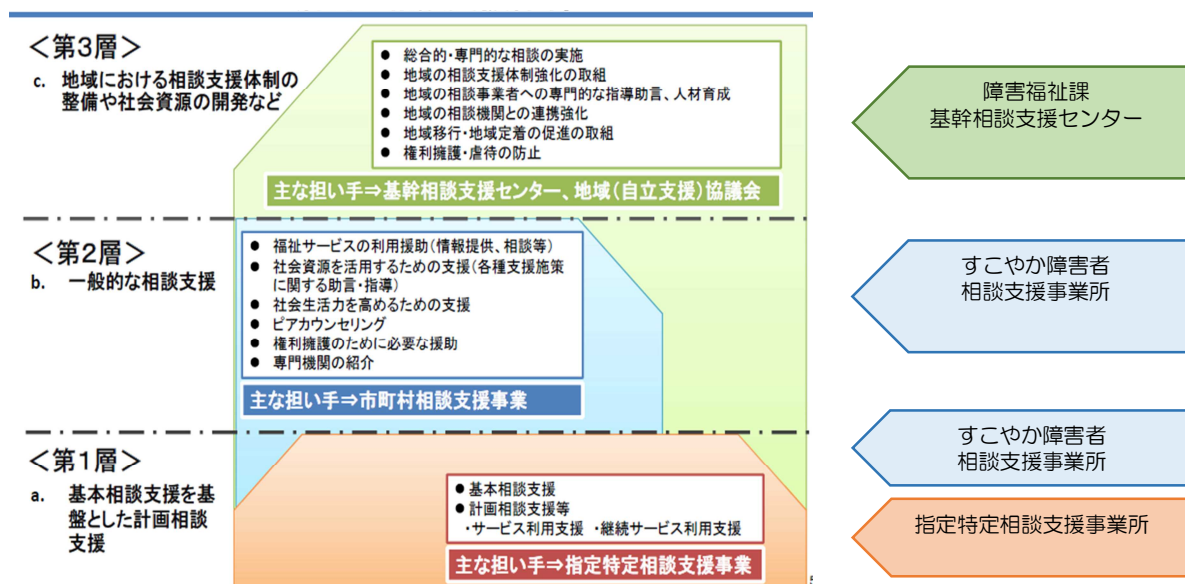 ＜第3層＞
c. 地域における相談支援体制の
整備や社会資源の開発など
● 総合的・専門的な相談の実施
● 地域の相談支援体制強化の取組
● 地域の相談事業者への専門的な指導助言、人材育成
● 地域の相談機関との連携強化
● 地域移行・地域定着の促進の取組
● 権利擁護・虐待の防止
主な担い手⇒基幹相談支援センター、地域（自立支援）協議会
障害福祉課
基幹相談支援センター
＜第2層＞
b. 一般的な相談支援
● 福祉サービスの利用援助（情報提供、相談等）
● 社会資源を活用するための支援（各種支援施策
に関する助言・指導）
● 社会生活力を高めるための支援
● ピアカウンセリング
● 権利擁護のために必要な援助
● 専門機関の紹介
主な担い手⇒市町村相談支援事業
すこやか障害者
相談支援事業所
＜第1層＞
a. 基本相談支援を基
盤とした計画相談
支援
● 基本相談支援
● 計画相談支援等
・サービス利用支援 ・継続サービス利用支援
主な担い手⇒指定特定相談支援事業
すこやか障害者
相談支援事業所
指定特定相談支援事業所